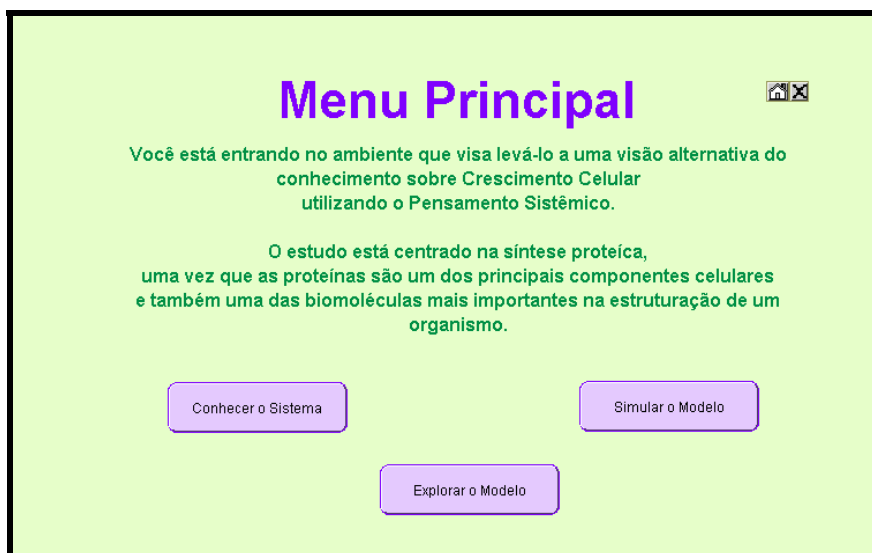 Menu Principal
Você está entrando no ambiente que visa levá-lo a uma visão alternativa do
conhecimento sobre Crescimento Celular
utilizando o Pensamento Sistêmico.
O estudo está centrado na síntese proteíca,
uma vez que as proteínas são um dos principais componentes celulares
e também uma das biomoléculas mais importantes na estruturação de um
organismo.
Conhecer o Sistema
Simular o Modelo
Explorar o Modelo